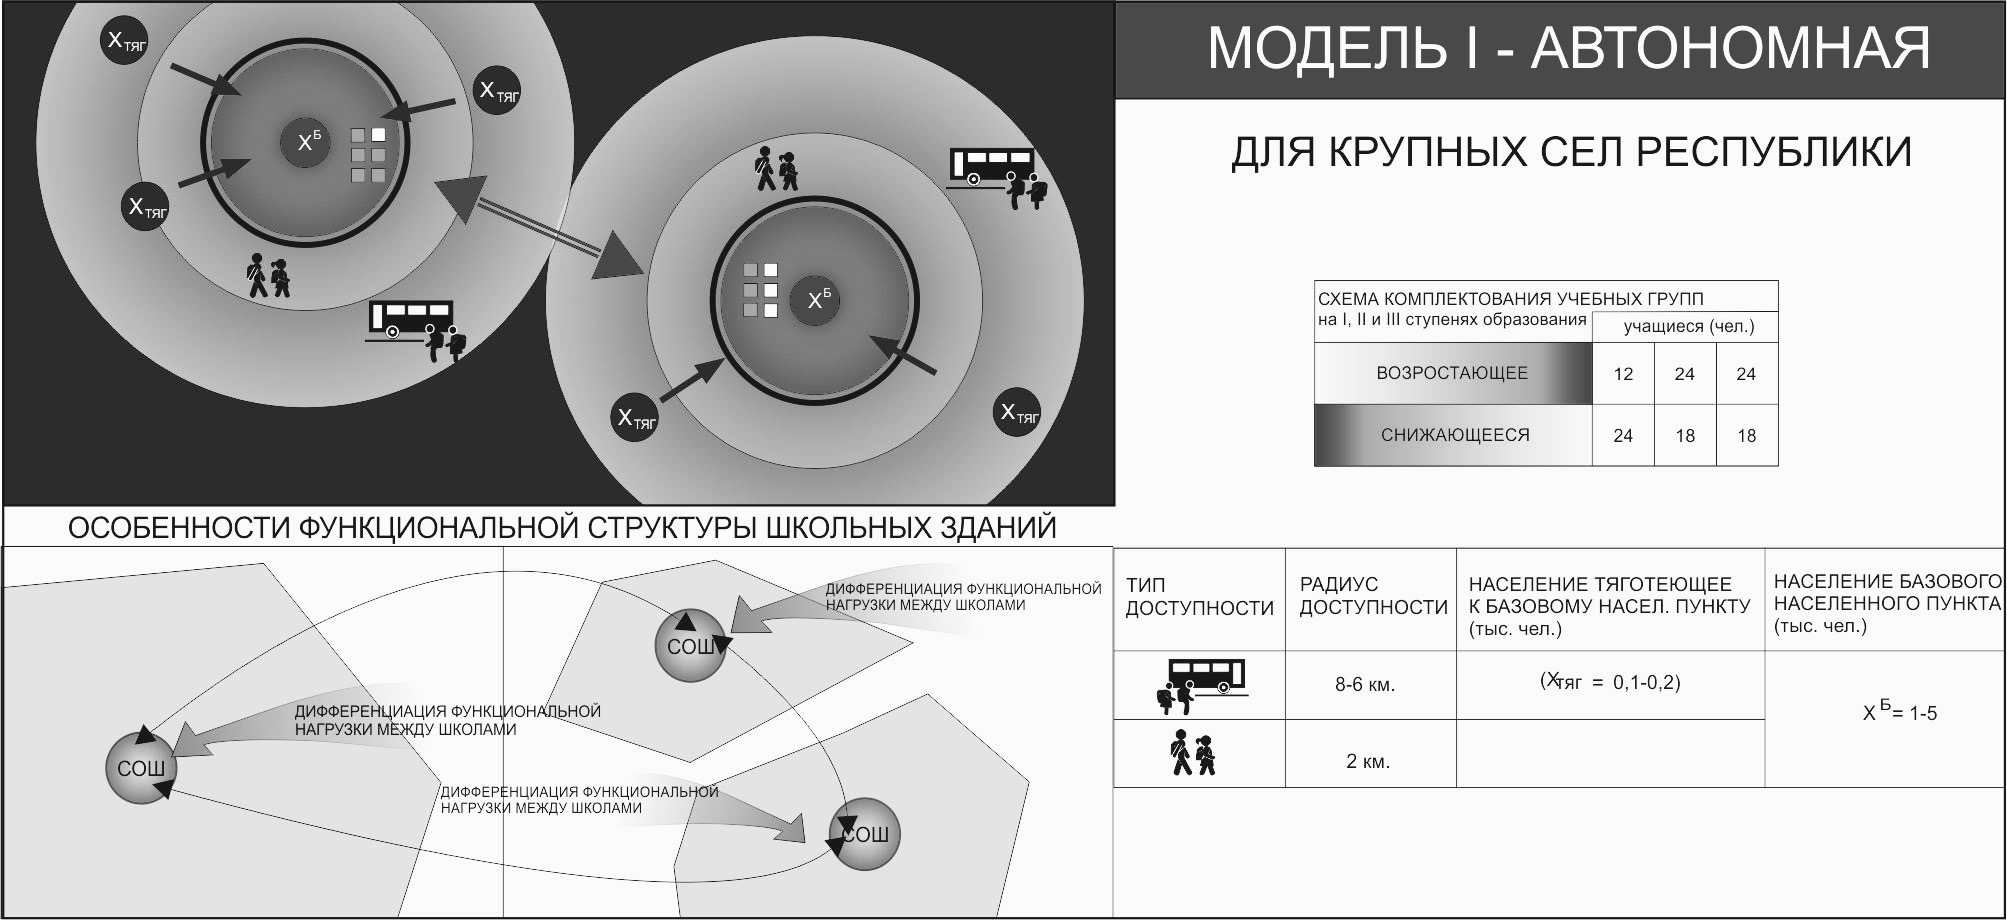 МОДЕЛЬ I - АВТОНОМНАЯ
ДЛЯ КРУПНЫХ СЕЛ РЕСПУБЛИКИ
Xтяг
Xтяг
Xтяг
XБ
XБ
Xтяг
Xтяг
СХЕМА КОМПЛЕКТОВАНИЯ УЧЕБНЫХ ГРУПП
на I, II и III ступенях образования
учащиеся (чел.)
ВОЗРОСТАЮЩЕЕ 12 24 24
СНИЖАЮЩЕЕСЯ 24 18 18
ОСОБЕННОСТИ ФУНКЦИОНАЛЬНОЙ СТРУКТУРЫ ШКОЛЬНЫХ ЗДАНИЙ
ДИФФЕРЕНЦИАЦИЯ ФУНКЦИОНАЛЬНОЙ
НАГРУЗКИ МЕЖДУ ШКОЛАМИ
СОШ
ДИФФЕРЕНЦИАЦИЯ ФУНКЦИОНАЛЬНОЙ
НАГРУЗКИ МЕЖДУ ШКОЛАМИ
СОШ
ДИФФЕРЕНЦИАЦИЯ ФУНКЦИОНАЛЬНОЙ
НАГРУЗКИ МЕЖДУ ШКОЛАМИ
СОШ
ТИП
ДОСТУПНОСТИ
РАДИУС
ДОСТУПНОСТИ
НАСЕЛЕНИЕ ТЯГОТЕЮЩЕЕ
К БАЗОВОМУ НАСЕЛ. ПУНКТУ
(тыс. чел.)
НАСЕЛЕНИЕ БАЗОВОГО
НАСЕЛЕННОГО ПУНКТА
(тыс. чел.)
8-6 км.
(Xтяг = 0,1-0,2)
X Б= 1-5
2 км.